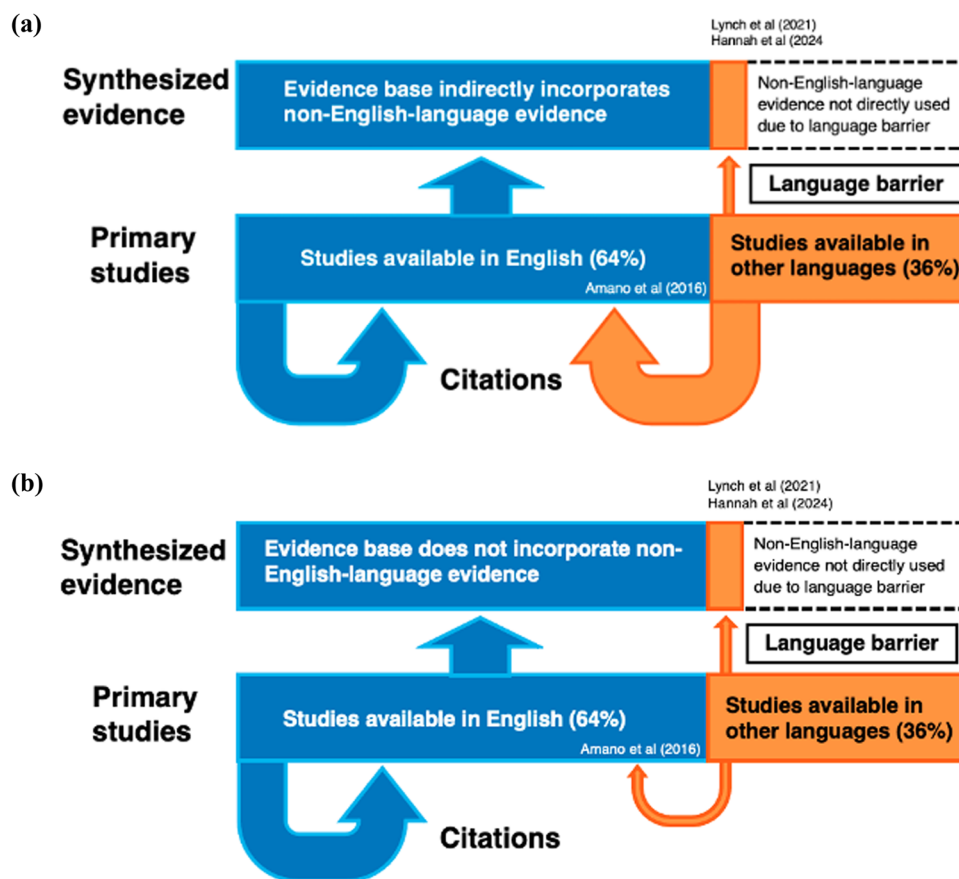 (a)
Lynch et al (2021)
Hannah et al (2024
Synthesized
evidence
Evidence base indirectly incorporates
non-English-language evidence
Non-English-language
evidence not directly used
due to language barrier
Language barrier
Primary
studies
Studies available in English (64%)
Amano et al (2016)
Studies available in
other languages (36%)
Citations
(b)
Lynch et al (2021)
Hannah et al (2024)
Synthesized
evidence
Evidence base does not incorporate non-
English-language evidence
Non-English-language
evidence not directly used
due to language barrier
Language barrier
Primary
studies
Studies available in English (64%)
Amano et al (2016)
Studies available in
other languages (36%)
Citations